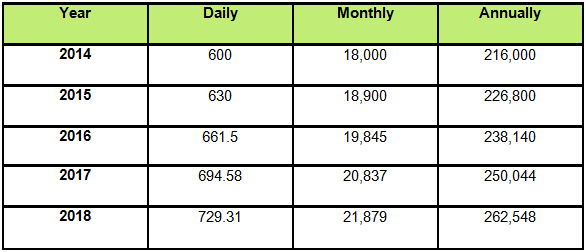 Year Daily Monthly Annually
2014 600 18,000 216,000
2015 630 18,900 226,800
2016 661.5 19,845 238,140
2017 694.58 20,837 250,044
2018 729.31 21,879 262,548